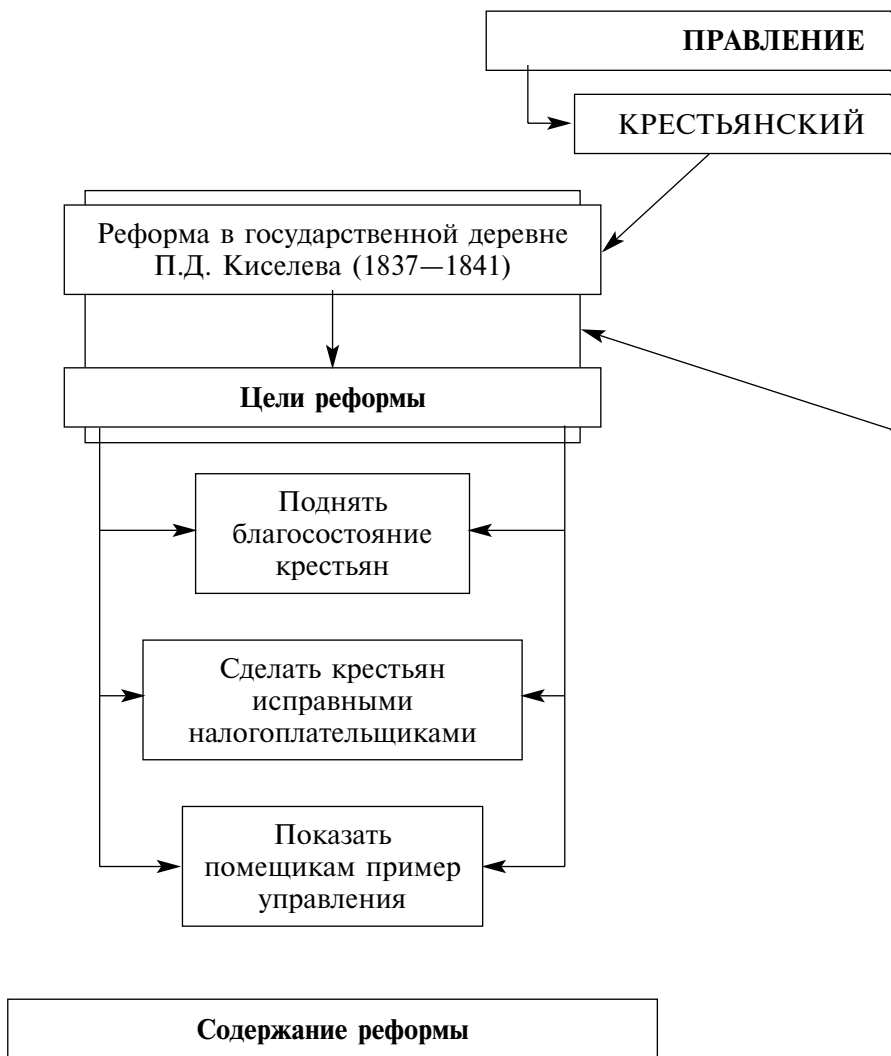 ПРАВЛЕНИЕ
КРЕСТЬЯНСКИЙ
Реформа в государственной деревне
П.Д. Киселева (1837—1841)
Цели реформы
Поднять
благосостояние
крестьян
Сделать крестьян
исправными
налогоплательщиками
Показать
помещикам пример
управления
Содержание реформы